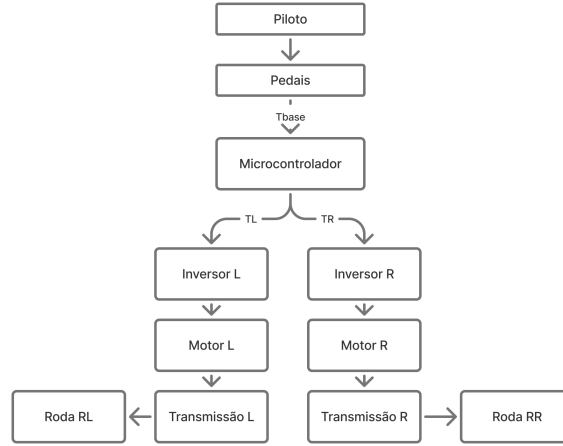 Piloto
Pedais
Tbase
Microcontrolador
TL
TR
Inversor L
Inversor R
Motor L
Motor R
Roda RL
Transmissão L
Transmissão R
Roda RR